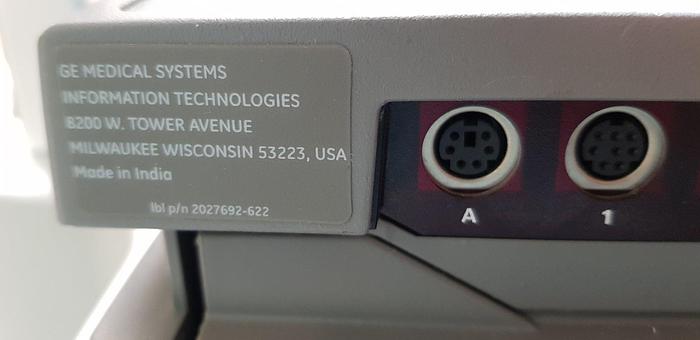 GE MEDICAL SYSTEMS
INFORMATION TECHNOLOGIES
8200 W. TOWER AVENUE
MILWAUKEE WISCONSIN 53223, USA
Made in India
lbl p/n 2027692-622
A
1